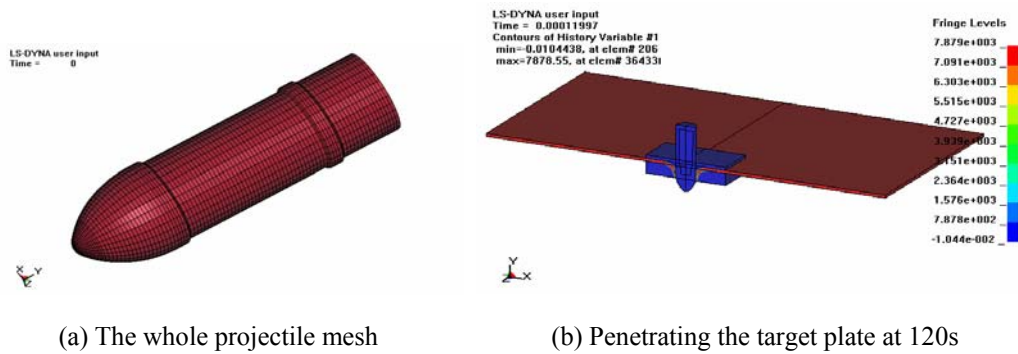 LS-DYNA user input
Time = 0
X
Y
Z
LS-DYNA user input
Time = 0.00011997
Contours of History Variable #1
min=-0.0104438, at elem# 206
max=7878.55, at elem# 36433
Fringe Levels
7.879e+003
7.091e+003
6.303e+003
5.515e+003
4.727e+003
3.939e+003
3.151e+003
2.364e+003
1.576e+003
7.878e+002
-1.044e-002
Y
X
Z
(a) The whole projectile mesh
(b) Penetrating the target plate at 120s